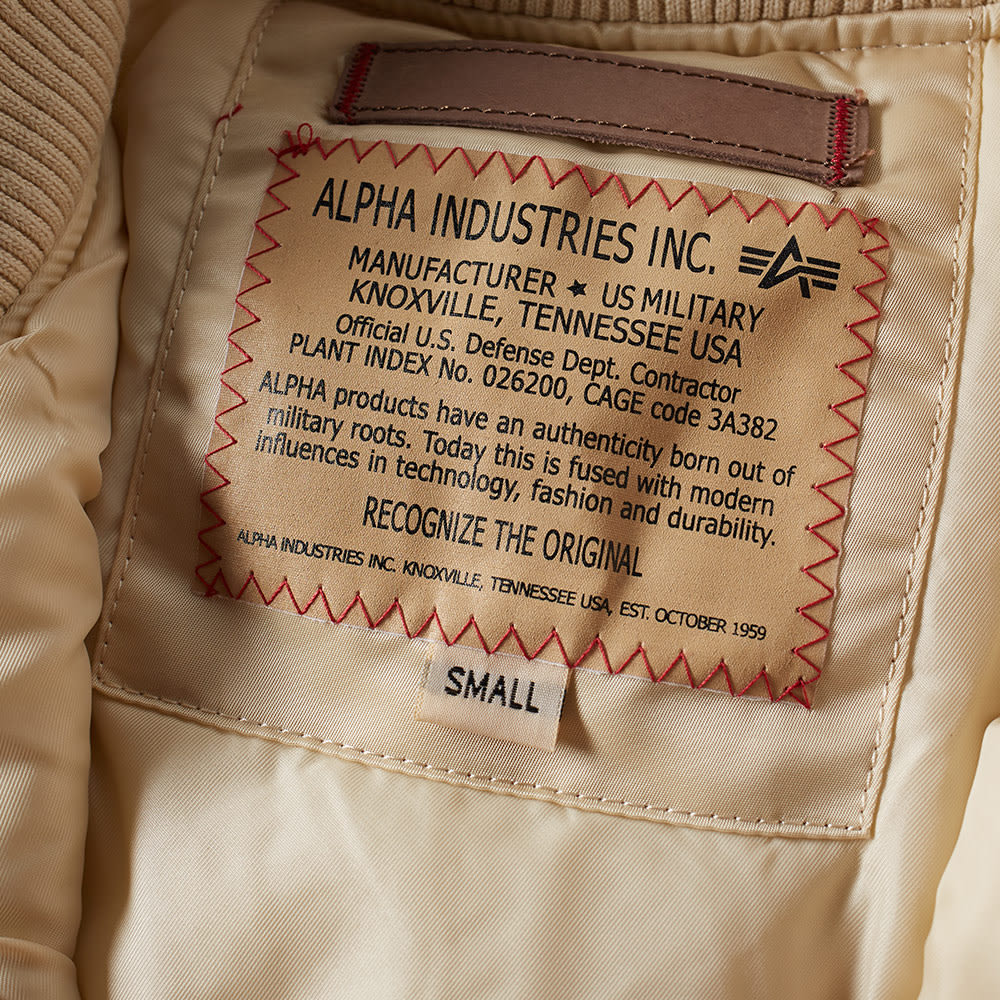 ALPHA INDUSTRIES INC.
MANUFACTURER ★ US MILITARY
KNOXVILLE, TENNESSEE USA
Official U.S. Defense Dept. Contractor
PLANT INDEX No. 026200, CAGE code 3A382
ALPHA products have an authenticity born out of
military roots. Today this is fused with modern
influences in technology, fashion and durability.
RECOGNIZE THE ORIGINAL
ALPHA INDUSTRIES INC. KNOXVILLE, TENNESSEE USA, EST. OCTOBER 1959
SMALL